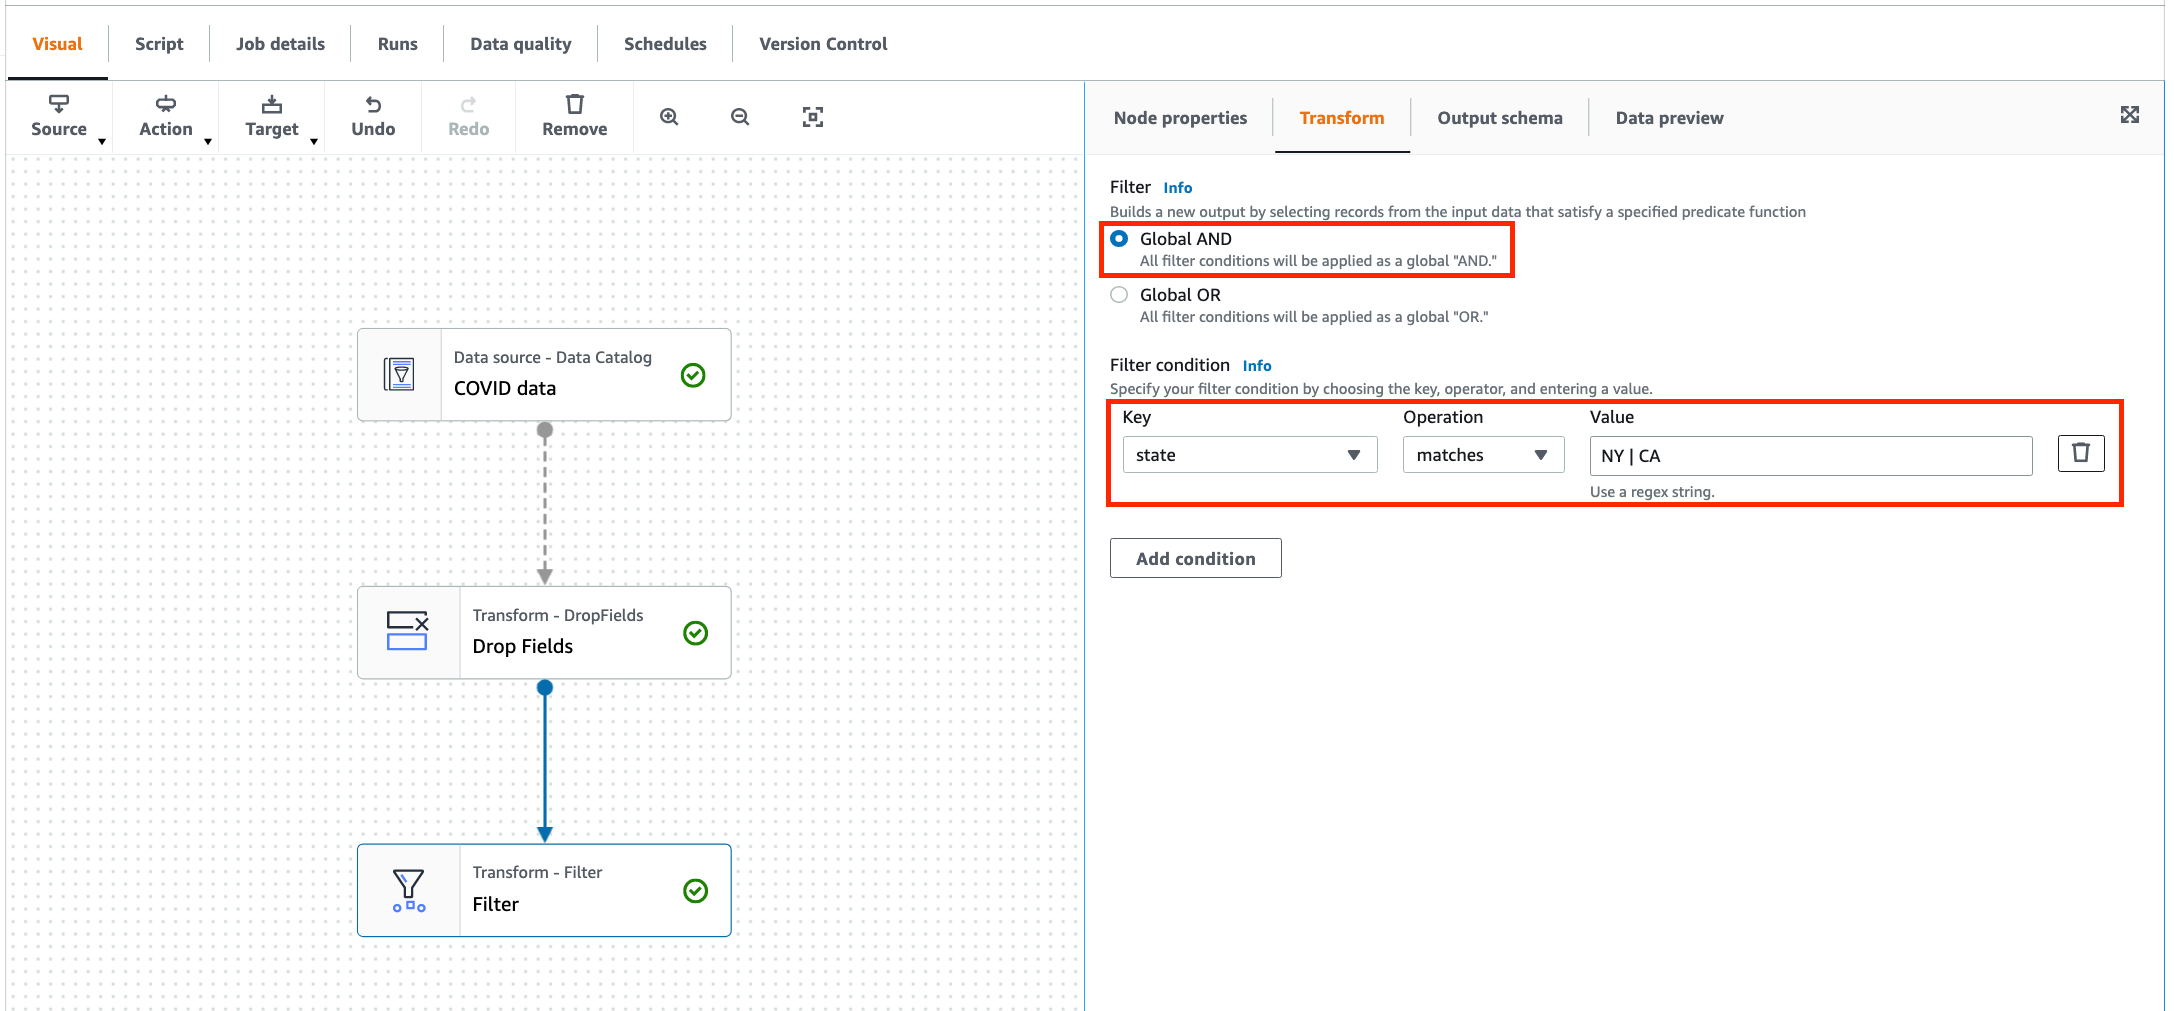 Visual Script Job details Runs Data quality Schedules Version Control
Source Action Target Undo Redo Remove
Data source - Data Catalog
COVID data
Transform - DropFields
Drop Fields
Transform - Filter
Filter
Node properties Transform Output schema Data preview
Filter Info
Builds a new output by selecting records from the input data that satisfy a specified predicate function
Global AND
All filter conditions will be applied as a global "AND."
Global OR
All filter conditions will be applied as a global "OR."
Filter condition Info
Specify your filter condition by choosing the key, operator, and entering a value.
Key Operation Value
state matches NY | CA
Use a regex string.
Add condition